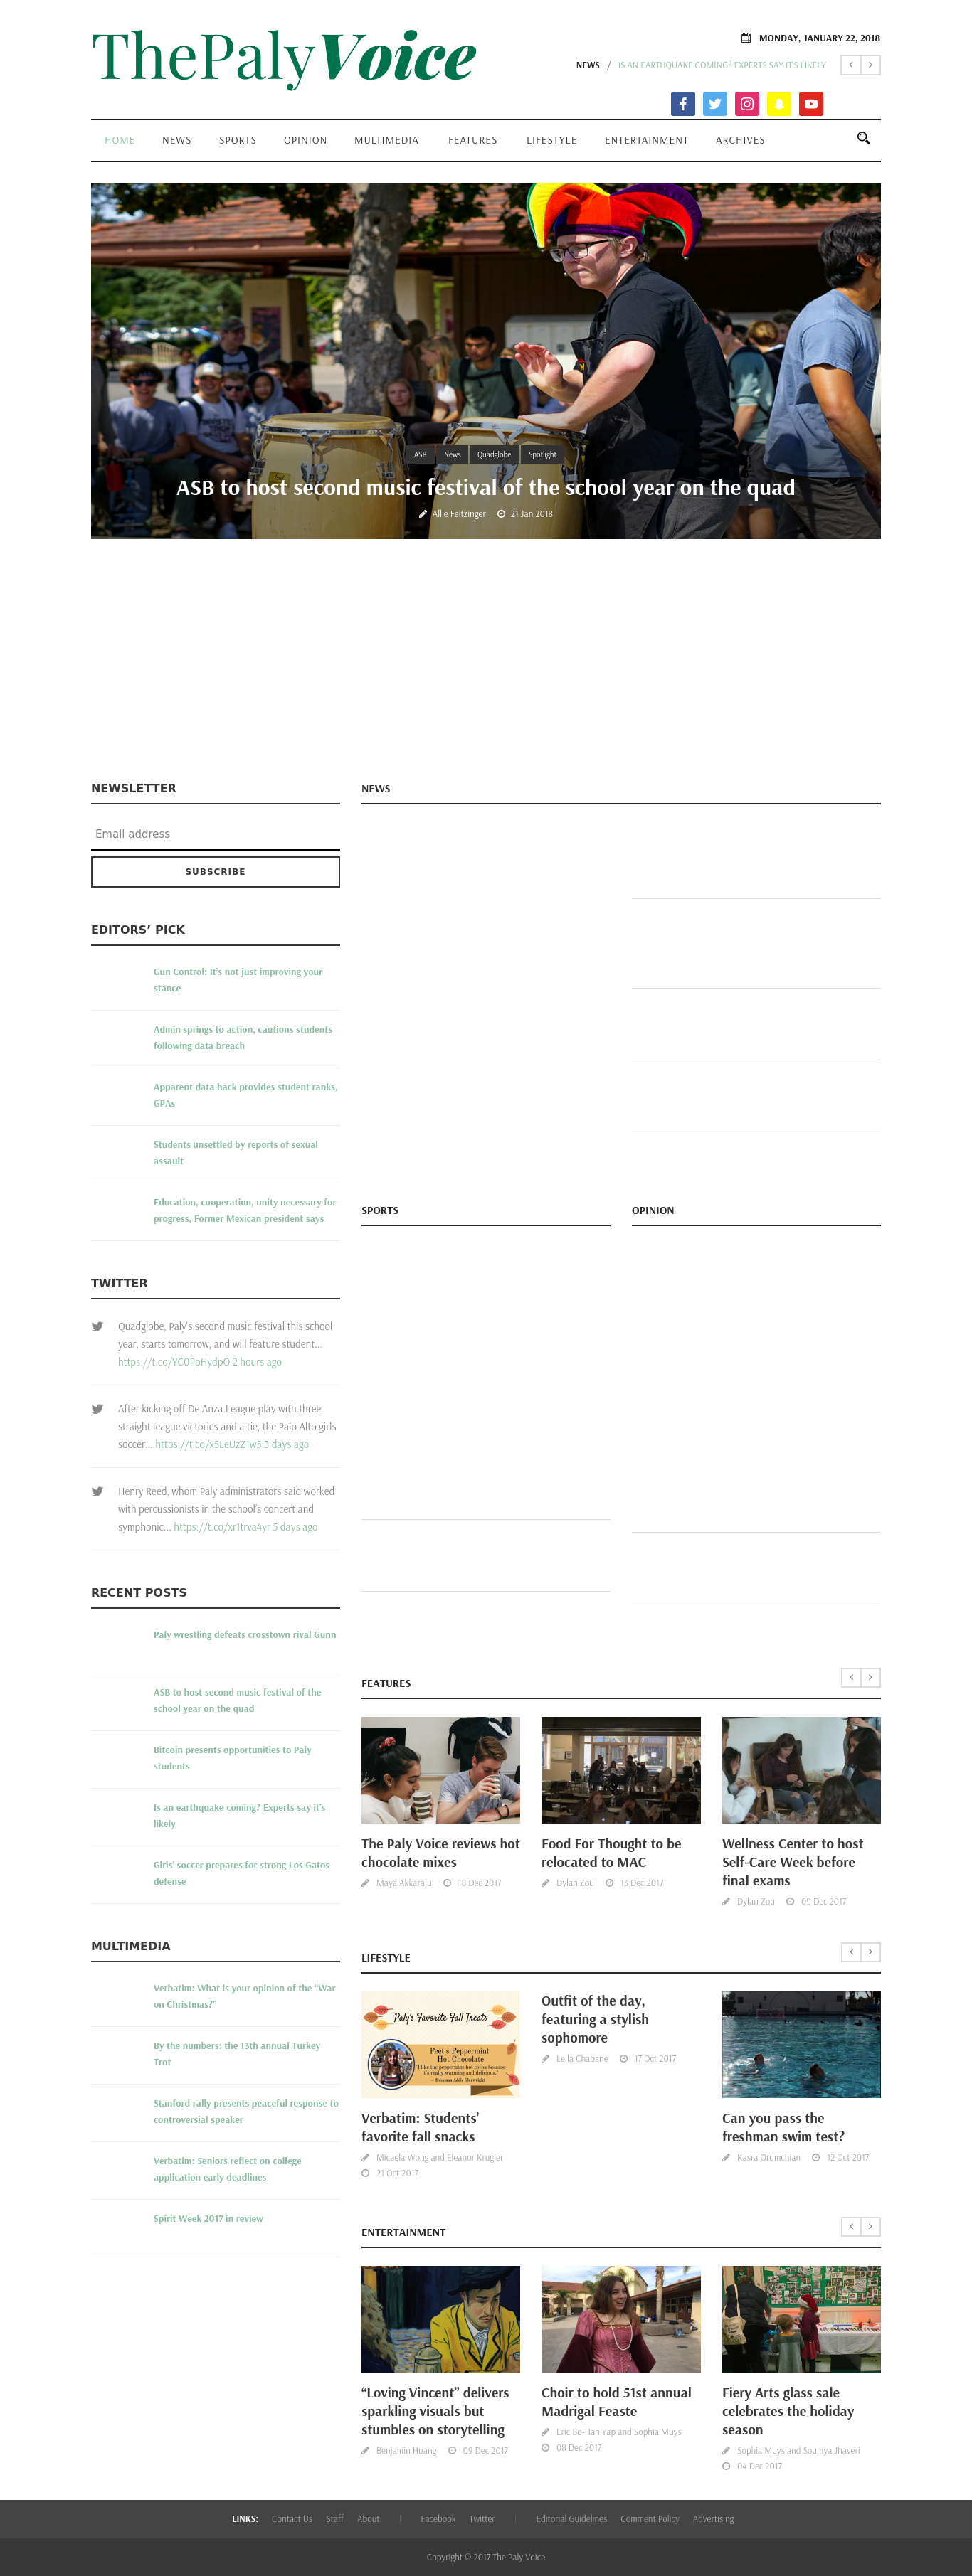 ThePalyVoice
MONDAY, JANUARY 22, 2018
NEWS / IS AN EARTHQUAKE COMING? EXPERTS SAY IT'S LIKELY
HOME NEWS SPORTS OPINION MULTIMEDIA FEATURES LIFESTYLE ENTERTAINMENT ARCHIVES
ASB News Quadglobe Spotlight
ASB to host second music festival of the school year on the quad
Allie Feitzinger 21 Jan 2018
NEWSLETTER
Email address
SUBSCRIBE
EDITORS’ PICK
Gun Control: It’s not just improving your
stance
Admin springs to action, cautions students
following data breach
Apparent data hack provides student ranks,
GPAs
Students unsettled by reports of sexual
assault
Education, cooperation, unity necessary for
progress, Former Mexican president says
TWITTER
Quadglobe, Paly's second music festival this school
year, starts tomorrow, and will feature student...
https://t.co/YC0PpHydpO 2 hours ago
After kicking off De Anza League play with three
straight league victories and a tie, the Palo Alto girls
soccer... https://t.co/x5LeUzZ1w5 3 days ago
Henry Reed, whom Paly administrators said worked
with percussionists in the school's concert and
symphonic... https://t.co/xr1trva4yr 5 days ago
RECENT POSTS
Paly wrestling defeats crosstown rival Gunn
ASB to host second music festival of the
school year on the quad
Bitcoin presents opportunities to Paly
students
Is an earthquake coming? Experts say it’s
likely
Girls’ soccer prepares for strong Los Gatos
defense
MULTIMEDIA
Verbatim: What is your opinion of the “War
on Christmas?”
By the numbers: the 13th annual Turkey
Trot
Stanford rally presents peaceful response to
controversial speaker
Verbatim: Seniors reflect on college
application early deadlines
Spirit Week 2017 in review
NEWS
SPORTS
OPINION
FEATURES
The Paly Voice reviews hot
chocolate mixes
Maya Akkaraju 18 Dec 2017
Food For Thought to be
relocated to MAC
Dylan Zou 13 Dec 2017
Wellness Center to host
Self-Care Week before
final exams
Dylan Zou 09 Dec 2017
LIFESTYLE
Paly's Favorite Fall Treats
Peet's Peppermint
Hot Chocolate
Verbatim: Students’
favorite fall snacks
Micaela Wong and Eleanor Krugler
21 Oct 2017
Outfit of the day,
featuring a stylish
sophomore
Leila Chabane 17 Oct 2017
Can you pass the
freshman swim test?
Kasra Orumchian 12 Oct 2017
ENTERTAINMENT
“Loving Vincent” delivers
sparkling visuals but
stumbles on storytelling
Benjamin Huang 09 Dec 2017
Choir to hold 51st annual
Madrigal Feaste
Eric Bo-Han Yap and Sophia Muys
08 Dec 2017
Fiery Arts glass sale
celebrates the holiday
season
Sophia Muys and Soumya Jhaveri
04 Dec 2017
LINKS: Contact Us Staff About | Facebook Twitter | Editorial Guidelines Comment Policy Advertising
Copyright © 2017 The Paly Voice